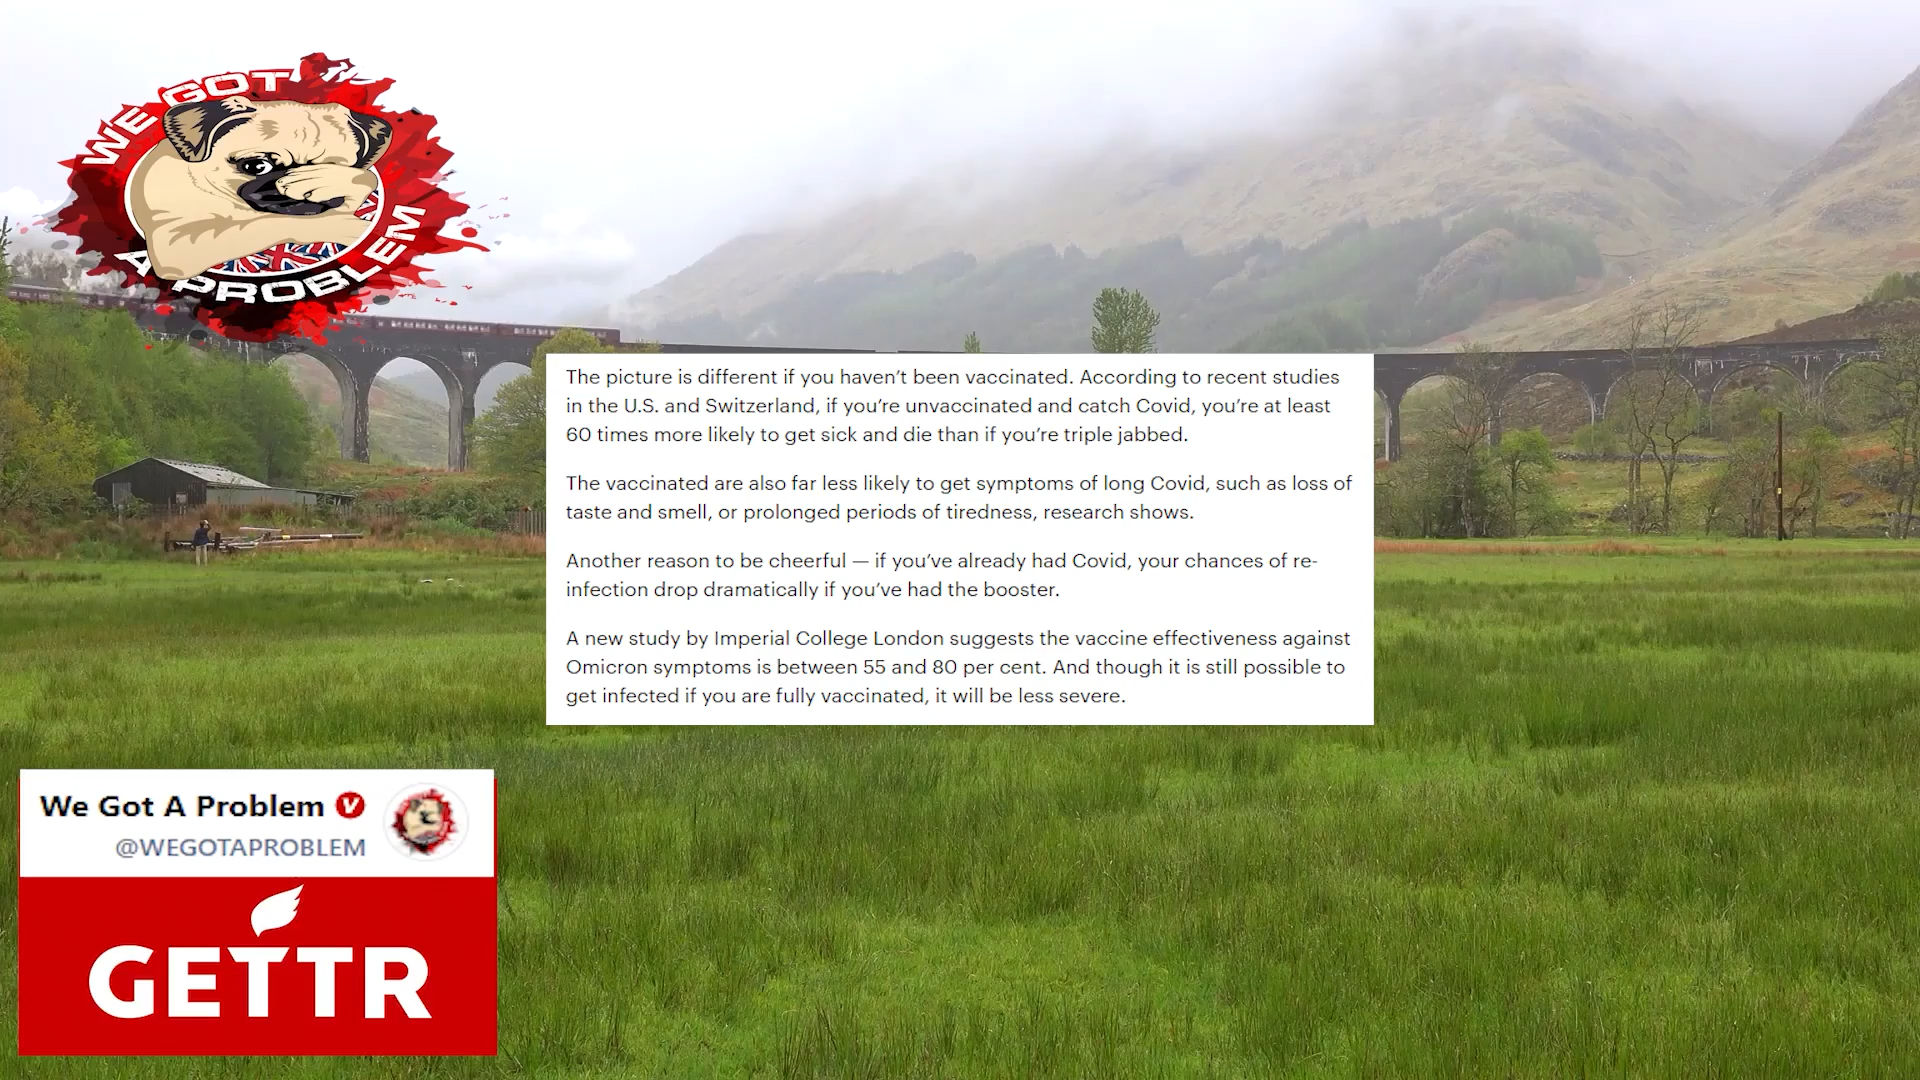 WE GOT
A PROBLEM
The picture is different if you haven’t been vaccinated. According to recent studies
in the U.S. and Switzerland, if you’re unvaccinated and catch Covid, you’re at least
60 times more likely to get sick and die than if you’re triple jabbed.
The vaccinated are also far less likely to get symptoms of long Covid, such as loss of
taste and smell, or prolonged periods of tiredness, research shows.
Another reason to be cheerful — if you’ve already had Covid, your chances of re-
infection drop dramatically if you’ve had the booster.
A new study by Imperial College London suggests the vaccine effectiveness against
Omicron symptoms is between 55 and 80 per cent. And though it is still possible to
get infected if you are fully vaccinated, it will be less severe.
We Got A Problem V
@WEGOTAPROBLEM
GETTR